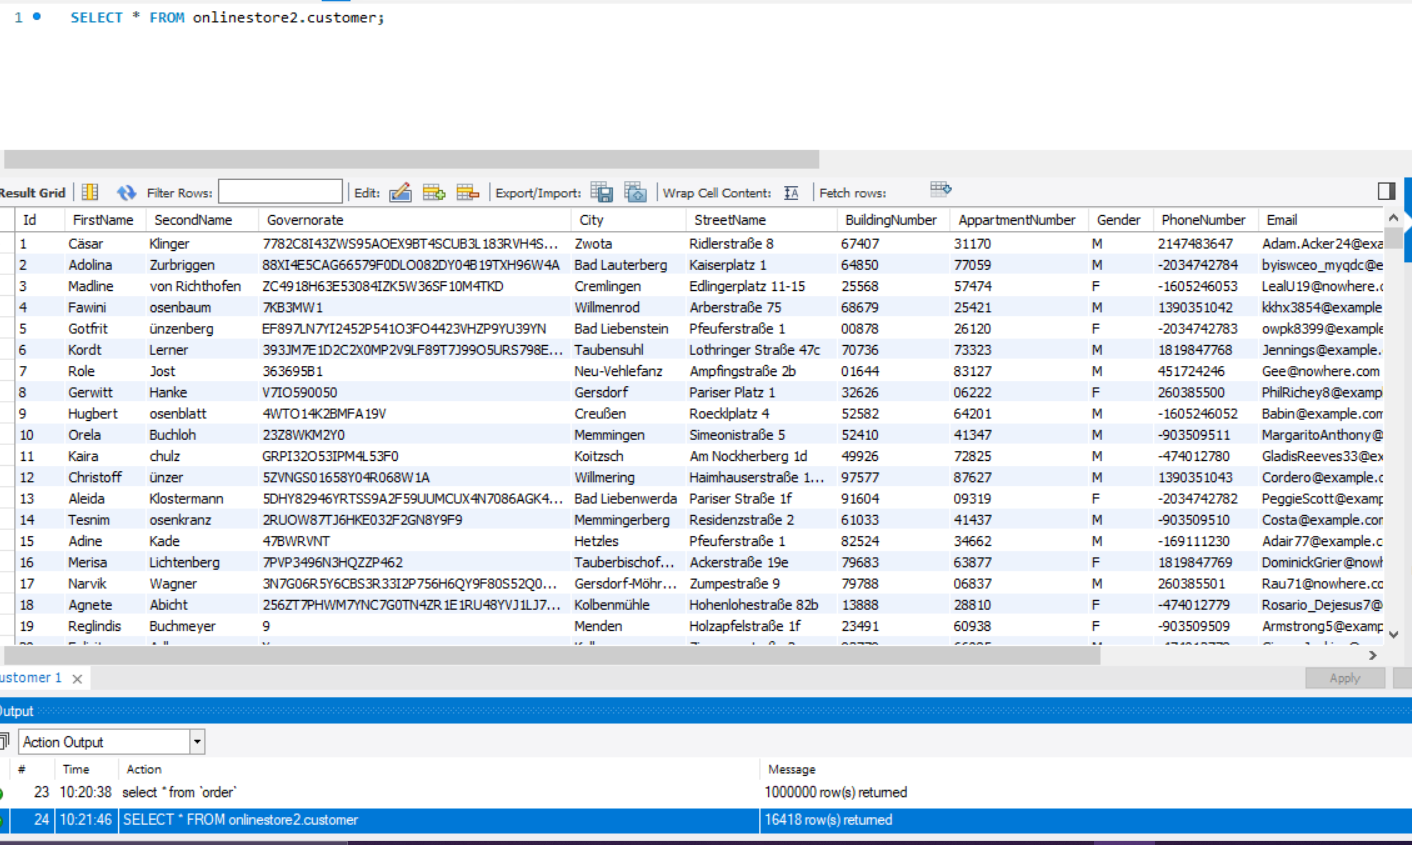 1 SELECT * FROM onlinestore2.customer;
Result Grid Filter Rows: Edit: Export/Import: Wrap Cell Content: Fetch rows:
Id FirstName SecondName Governorate City StreetName BuildingNumber AppartmentNumber Gender PhoneNumber Email
1 Cäsar Klinger 7782C8I43ZWS95AOEX9BT4SCUB3L183RVH4S... Zwota Ridlerstraße 8 67407 31170 M 2147483647 Adam.Acker24@exa
2 Adolina Zurbriggen 88XI4E5CAG66579F0DLO082DY04B19TXH96W4A Bad Lauterberg Kaiserplatz 1 64850 77059 M -2034742784 byiswceo_myqdc@e
3 Madline von Richthofen ZC4918H63E53084IZK5W36SF10M4TKD Cremlingen Edlingerplatz 11-15 25568 57474 F -1605246053 LealU19@nowhere.c
4 Fawini osenbaum 7KB3MW1 Willmenrod Arberstraße 75 68679 25421 M 1390351042 kkhx3854@example
5 Gotfrit ünzenberg EF897LN7YI2452P541O3FO4423VHZP9YU39YN Bad Liebenstein Pfeuferstraße 1 00878 26120 F -2034742783 owpk8399@example
6 Kordt Lerner 393JM7E1D2C2X0MP2V9LF89T7J99O5URS798E... Taubensuhl Lothringer Straße 47c 70736 73323 M 1819847768 Jennings@example.
7 Role Jost 363695B1 Neu-Vehlefanz Ampfingstraße 2b 01644 83127 M 451724246 Gee@nowhere.com
8 Gerwitt Hanke V7IO590050 Gersdorf Pariser Platz 1 32626 06222 F 260385500 PhilRichey8@examp
9 Hugbert osenblatt 4WTO14K2BMFA19V Creußen Roecklplatz 4 52582 64201 M -1605246052 Babin@example.com
10 Orela Buchloh 23Z8WKM2Y0 Memmingen Simeonistraße 5 52410 41347 M -903509511 MargaritoAnthony@
11 Kaira chulz GRPI32O53IPM4L53F0 Koitzsch Am Nockherberg 1d 49926 72825 M -474012780 GladisReeves33@ex
12 Christoff ünzer 5ZVNGS01658Y04R068W1A Willmering Haimhauserstraße 1... 97577 87627 M 1390351043 Cordero@example.c
13 Aleida Klostermann 5DHY82946YRTSS9A2F59UUMCUX4N7086AGK4... Bad Liebenwerda Pariser Straße 1f 91604 09319 F -2034742782 PeggieScott@examp
14 Tesnim osenkranz 2RUOW87TJ6HKE032F2GN8Y9F9 Memmingerberg Residenzstraße 2 61033 41437 M -903509510 Costa@example.com
15 Adine Kade 47BWRVNT Hetzles Pfeuferstraße 1 82524 34662 M -169111230 Adair77@example.c
16 Merisa Lichtenberg 7PVP3496N3HQZZP462 Tauberbischof... Ackerstraße 19e 79683 63877 F 1819847769 DominickGrier@nowh
17 Narvik Wagner 3N7G06R5Y6CBS3R33I2P756H6QY9F80S52Q0... Gersdorf-Möhr... Zumpestraße 9 79788 06837 M 260385501 Rau71@nowhere.co
18 Agnete Abicht 256ZT7PHWM7YNC7G0TN4ZR1E1RU48YVJ1LJ7... Kolbenmühle Hohenlohestraße 82b 13888 28810 F -474012779 Rosario_Dejesus7@
19 Reglindis Buchmeyer 9 Menden Holzapfelstraße 1f 23491 60938 F -903509509 Armstrong5@examp
ustomer 1 Apply
Output
Action Output
# Time Action Message
23 10:20:38 select * from `order` 1000000 row(s) returned
24 10:21:46 SELECT * FROM onlinestore2.customer 16418 row(s) returned